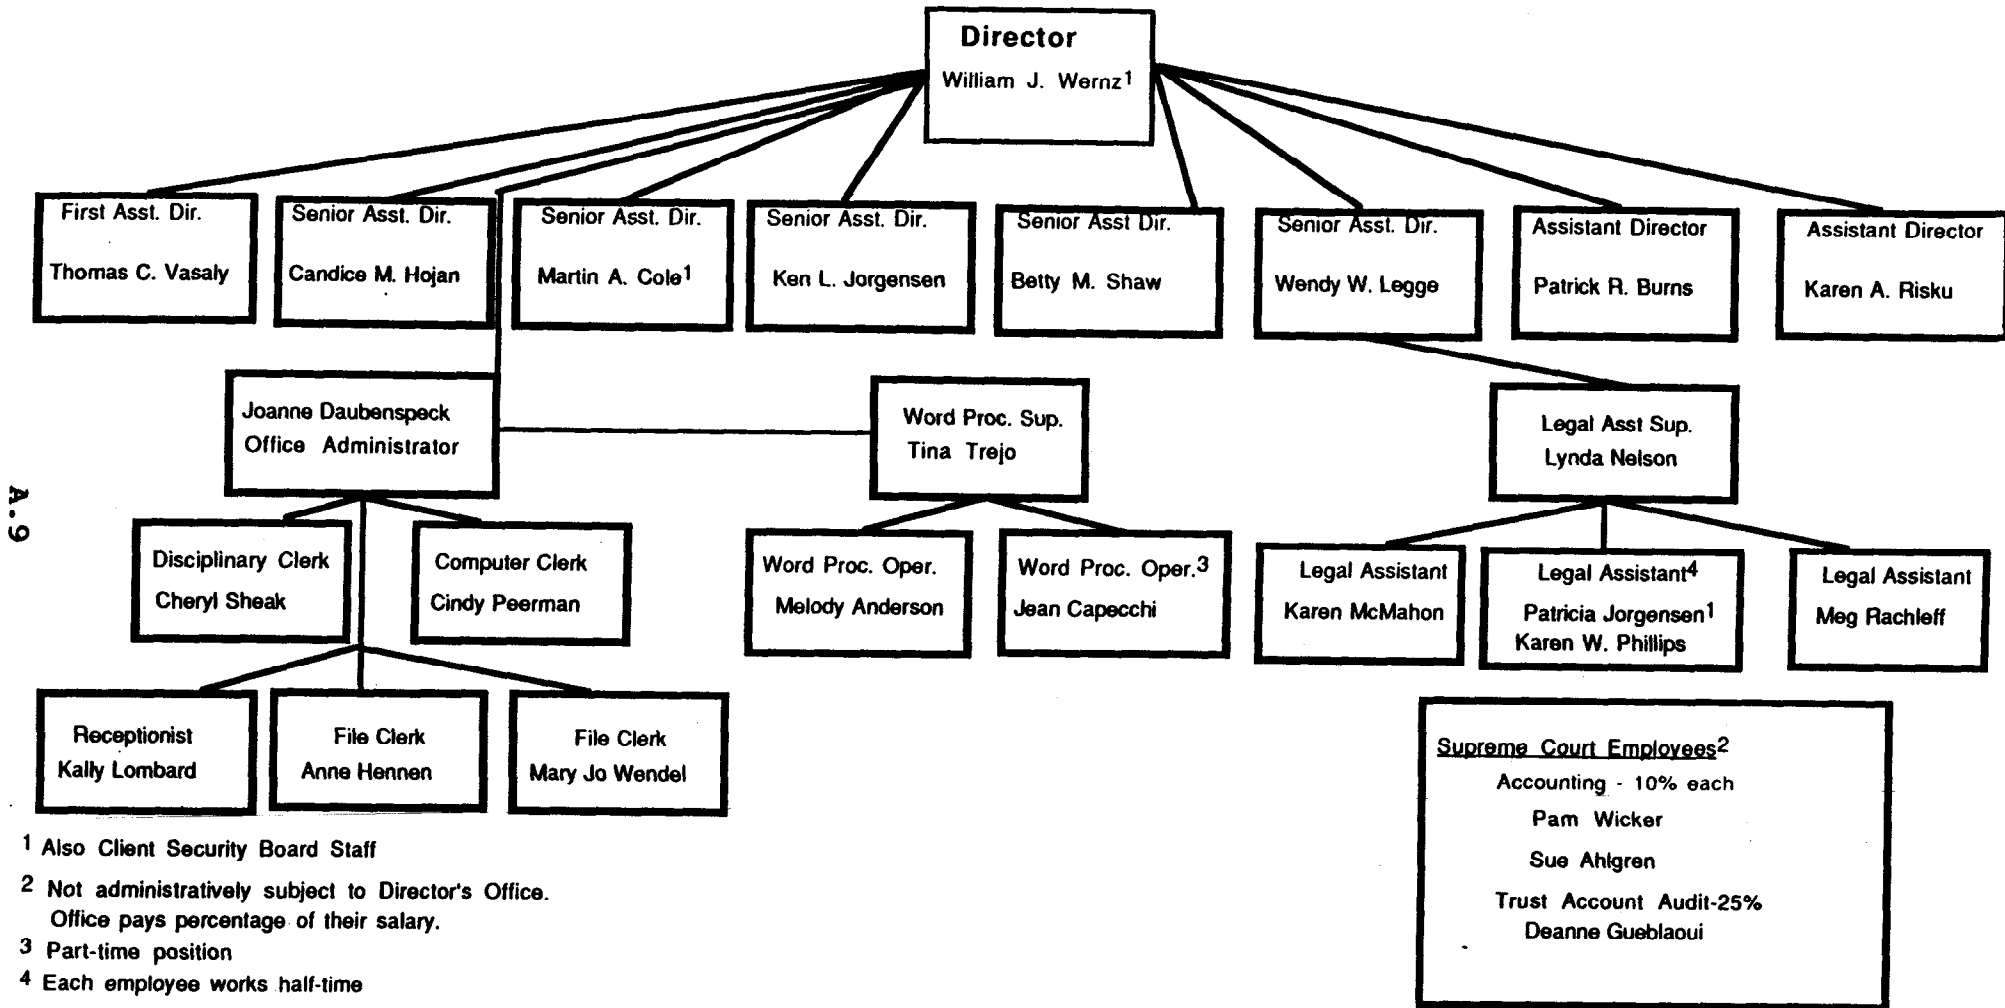 Director
William J. Wernz1
First Asst. Dir.
Thomas C. Vasaly
Senior Asst. Dir.
Candice M. Hojan
Senior Asst. Dir.
Martin A. Cole1
Senior Asst. Dir.
Ken L. Jorgensen
Senior Asst Dir.
Betty M. Shaw
Senior Asst. Dir.
Wendy W. Legge
Assistant Director
Patrick R. Burns
Assistant Director
Karen A. Risku
Joanne Daubenspeck
Office Administrator
Word Proc. Sup.
Tina Trejo
Legal Asst Sup.
Lynda Nelson
Disciplinary Clerk
Cheryl Sheak
Computer Clerk
Cindy Peerman
Word Proc. Oper.
Melody Anderson
Word Proc. Oper.3
Jean Capecchi
Legal Assistant
Karen McMahon
Legal Assistant4
Patricia Jorgensen1
Karen W. Phillips
Legal Assistant
Meg Rachleff
Receptionist
Kally Lombard
File Clerk
Anne Hennen
File Clerk
Mary Jo Wendel
Supreme Court Employees2
Accounting - 10% each
Pam Wicker
Sue Ahlgren
Trust Account Audit-25%
Deanne Gueblaoui
1 Also Client Security Board Staff
2 Not administratively subject to Director's Office.
Office pays percentage of their salary.
3 Part-time position
4 Each employee works half-time
A.9